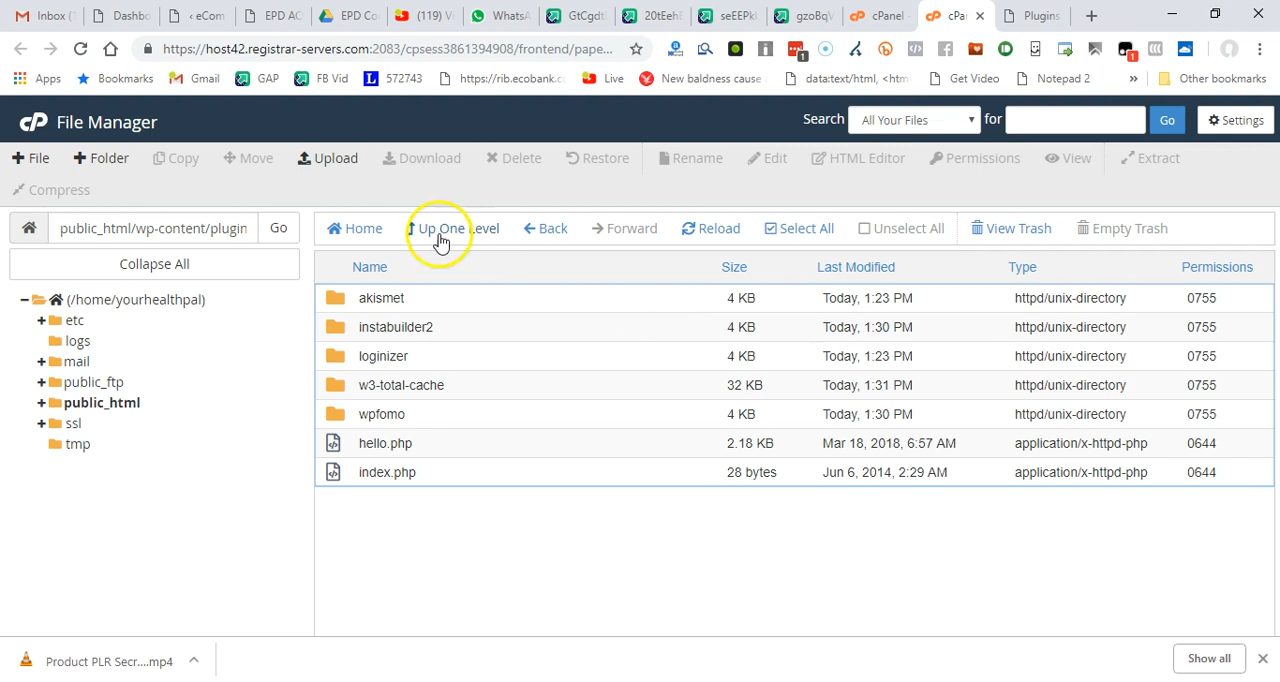 Inbox (1
Dashbo
‹ eCom
EPD AC
EPD Co
(119) V
WhatsA
GtCgdt
20tEeh
seEEPk
gzoBqV
cPanel -
cPan
Plugins
https://host42.registrar-servers.com:2083/cpsess3861394908/frontend/pape...
1
1
Apps
Bookmarks
Gmail
GAP
FB Vid
L
572743
https://rib.ecobank.co
Live
New baldness cause
data:text/html, <htm
Get Video
Notepad 2
»
Other bookmarks
cP File Manager
Search
All Your Files
for
Go
Settings
File
Folder
Copy
Move
Upload
Download
Delete
Restore
Rename
Edit
HTML Editor
Permissions
View
Extract
Compress
public_html/wp-content/plugin
Go
Home
Up One Level
Back
Forward
Reload
Select All
Unselect All
View Trash
Empty Trash
Collapse All
(/home/yourhealthpal)
etc
logs
mail
public_ftp
public_html
ssl
tmp
Name Size Last Modified Type Permissions
akismet 4 KB Today, 1:23 PM httpd/unix-directory 0755
instabuilder2 4 KB Today, 1:30 PM httpd/unix-directory 0755
loginizer 4 KB Today, 1:23 PM httpd/unix-directory 0755
w3-total-cache 32 KB Today, 1:31 PM httpd/unix-directory 0755
wpfomo 4 KB Today, 1:30 PM httpd/unix-directory 0755
hello.php 2.18 KB Mar 18, 2018, 6:57 AM application/x-httpd-php 0644
index.php 28 bytes Jun 6, 2014, 2:29 AM application/x-httpd-php 0644
Product PLR Secr....mp4
Show all